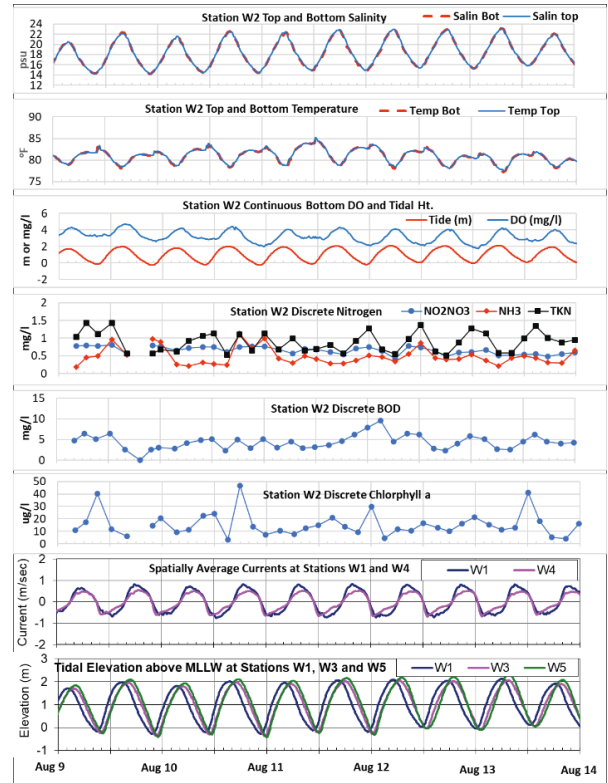 Station W2 Top and Bottom Salinity
Salin Bot
Salin top
psu
24
22
20
18
16
14
12
Station W2 Top and Bottom Temperature
Temp Bot
Temp Top
ºF
90
85
80
75
Station W2 Continuous Bottom DO and Tidal Ht.
Tide (m)
DO (mg/l)
m or mg/l
6
4
2
0
-2
Station W2 Discrete Nitrogen
NO2NO3
NH3
TKN
mg/l
2
1.5
1
0.5
0
Station W2 Discrete BOD
mg/l
15
10
5
0
Station W2 Discrete Chlorphyll a
ug/l
50
40
30
20
10
0
Spatially Average Currents at Stations W1 and W4
W1
W4
Current (m/sec)
2
1
0
-1
-2
Tidal Elevation above MLLW at Stations W1, W3 and W5
W1
W3
W5
Elevation (m)
3
2
1
0
-1
Aug 9
Aug 10
Aug 11
Aug 12
Aug 13
Aug 14